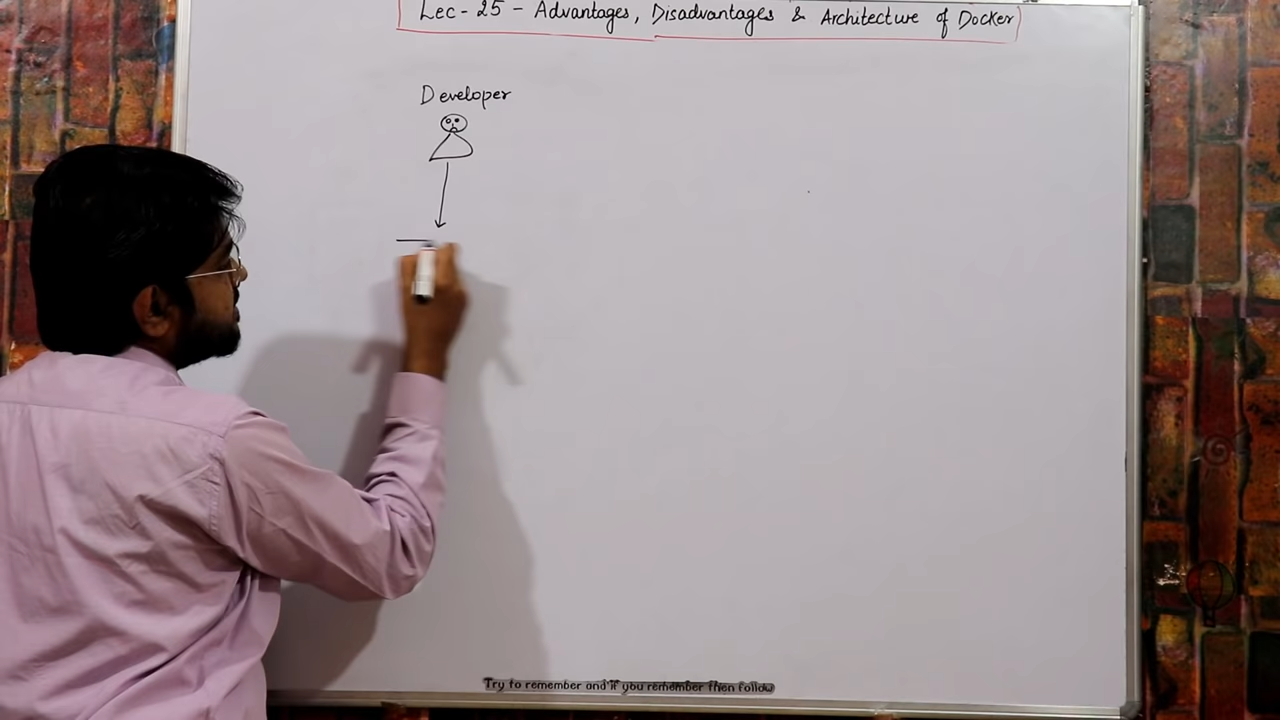 Lec-25 - Advantages, Disadvantages & Architecture of Docker
Developer
Try to remember and if you remember then follow